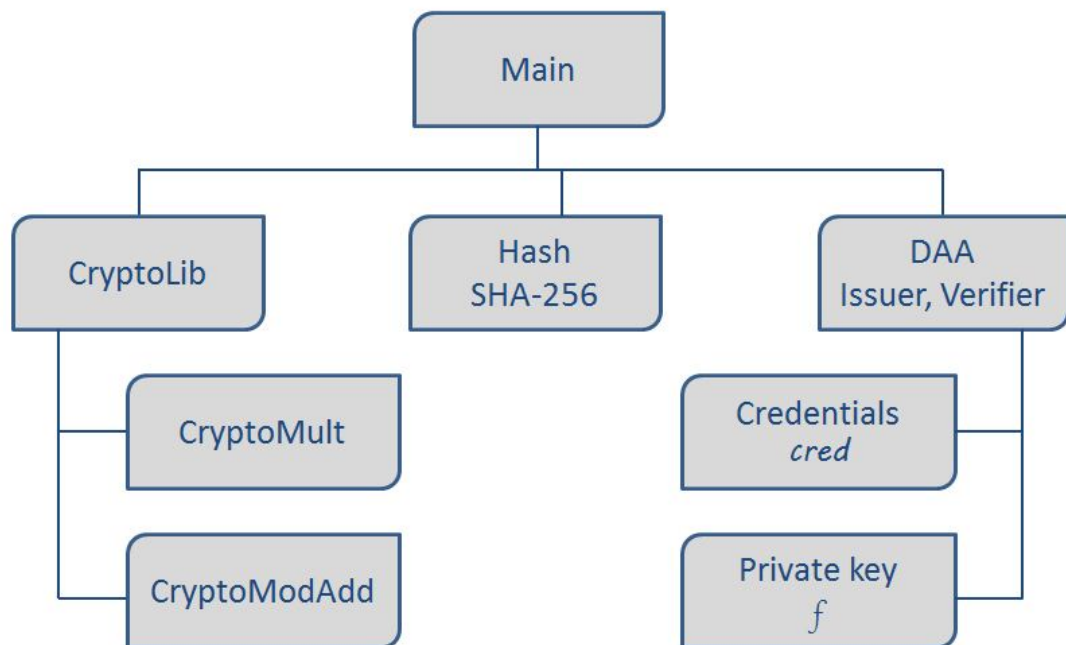 Main
CryptoLib
Hash
SHA-256
DAA
Issuer, Verifier
CryptoMult
Credentials
cred
CryptoModAdd
Private key
f